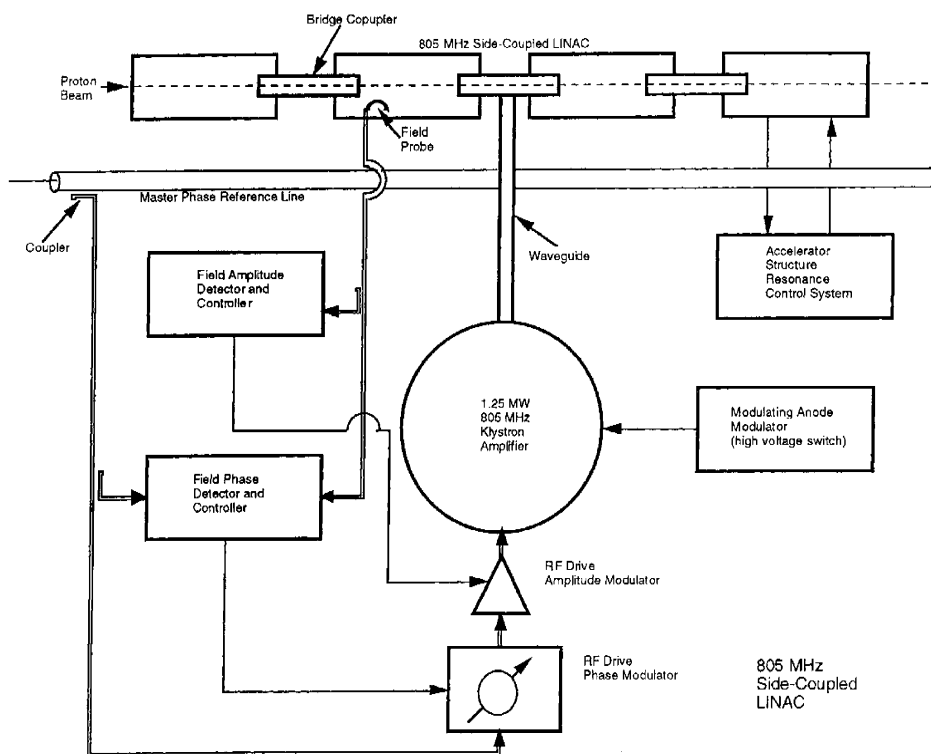 Bridge Copupler
805 MHz Side-Coupled LINAC
Proton
Beam
Field
Probe
Master Phase Reference Line
Coupler
Waveguide
Accelerator
Structure
Resonance
Control System
Field Amplitude
Detector and
Controller
1.25 MW
805 MHz
Klystron
Amplifier
Modulating Anode
Modulator
(high voltage switch)
Field Phase
Detector and
Controller
RF Drive
Amplitude Modulator
RF Drive
Phase Modulator
805 MHz
Side-Coupled
LINAC